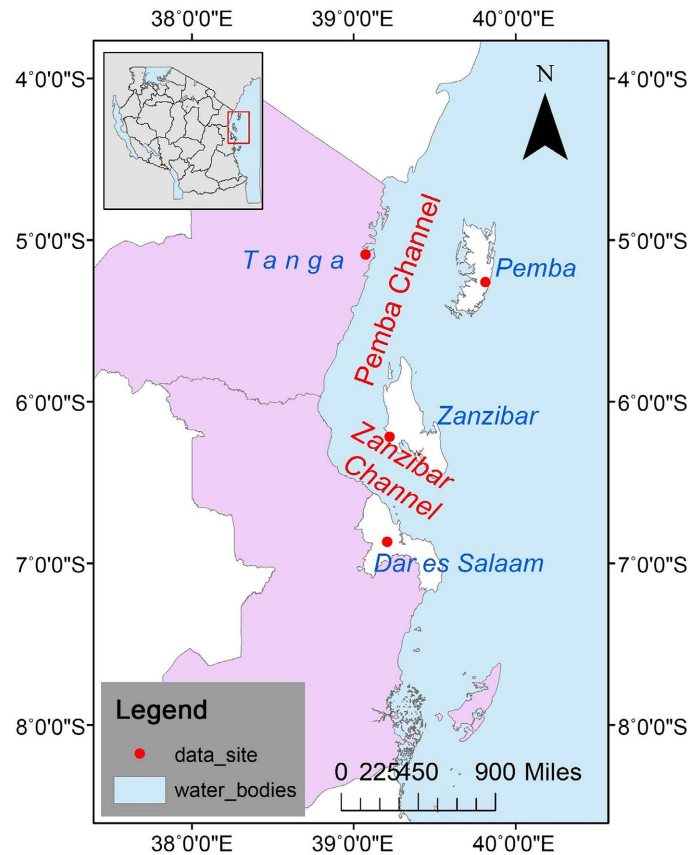 38°0'0"E 39°0'0"E 40°0'0"E
4°0'0"S 4°0'0"S
N
5°0'0"S 5°0'0"S
Tanga
Pemba Channel
Pemba
6°0'0"S 6°0'0"S
Zanzibar
Zanzibar
Channel
7°0'0"S 7°0'0"S
Dar es Salaam
8°0'0"S 8°0'0"S
Legend
data_site
water_bodies
0 225 450 900 Miles
38°0'0"E 39°0'0"E 40°0'0"E